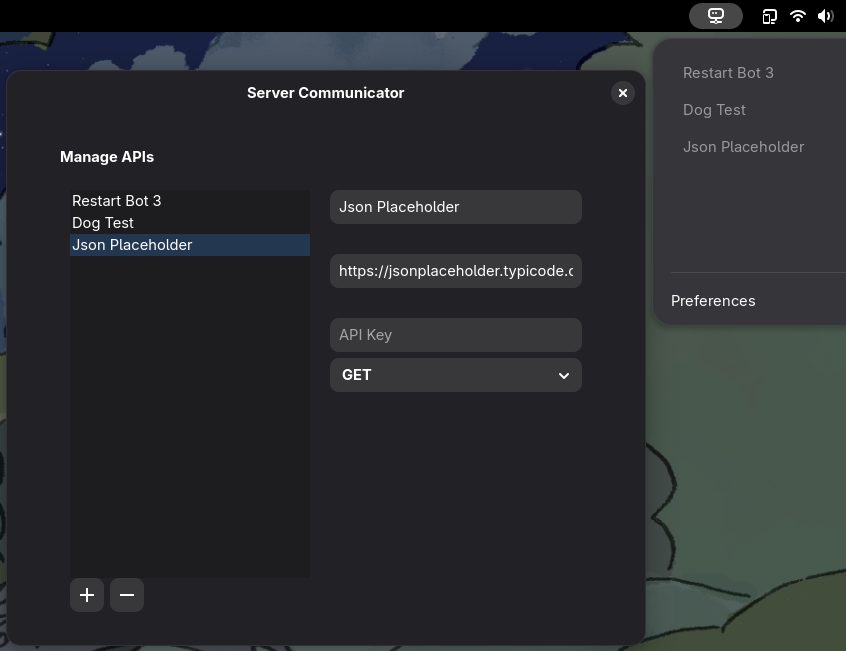 Server Communicator
Manage APIs
Restart Bot 3
Dog Test
Json Placeholder
Json Placeholder
https://jsonplaceholder.typicode.c
API Key
GET
Restart Bot 3
Dog Test
Json Placeholder
Preferences